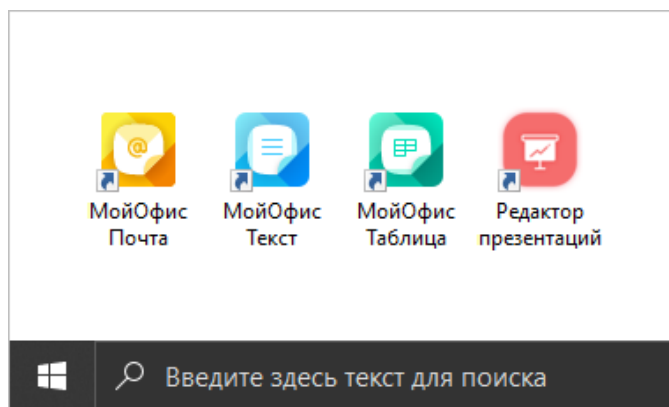 МойОфис Почта
МойОфис Текст
МойОфис Таблица
Редактор презентаций
Введите здесь текст для поиска